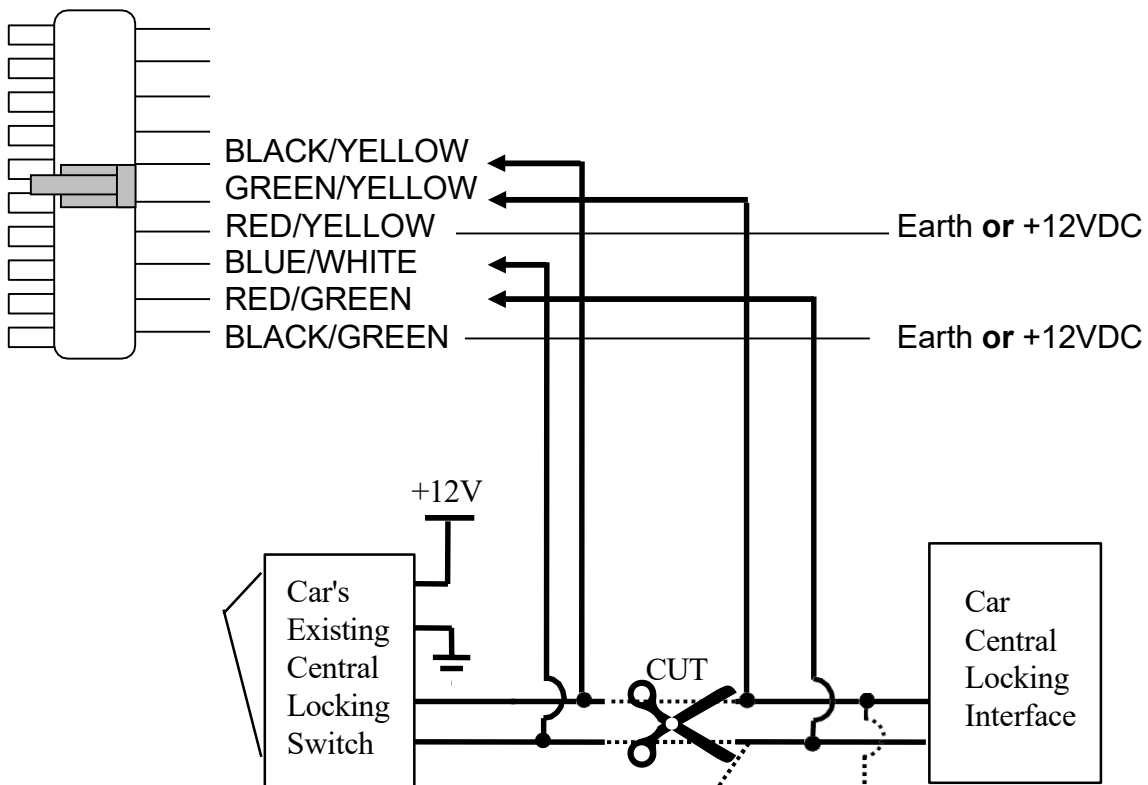 BLACK/YELLOW
GREEN/YELLOW
RED/YELLOW Earth or +12VDC
BLUE/WHITE
RED/GREEN
BLACK/GREEN Earth or +12VDC
+12V
Car's
Existing
Central
Locking
Switch
CUT
Car
Central
Locking
Interface